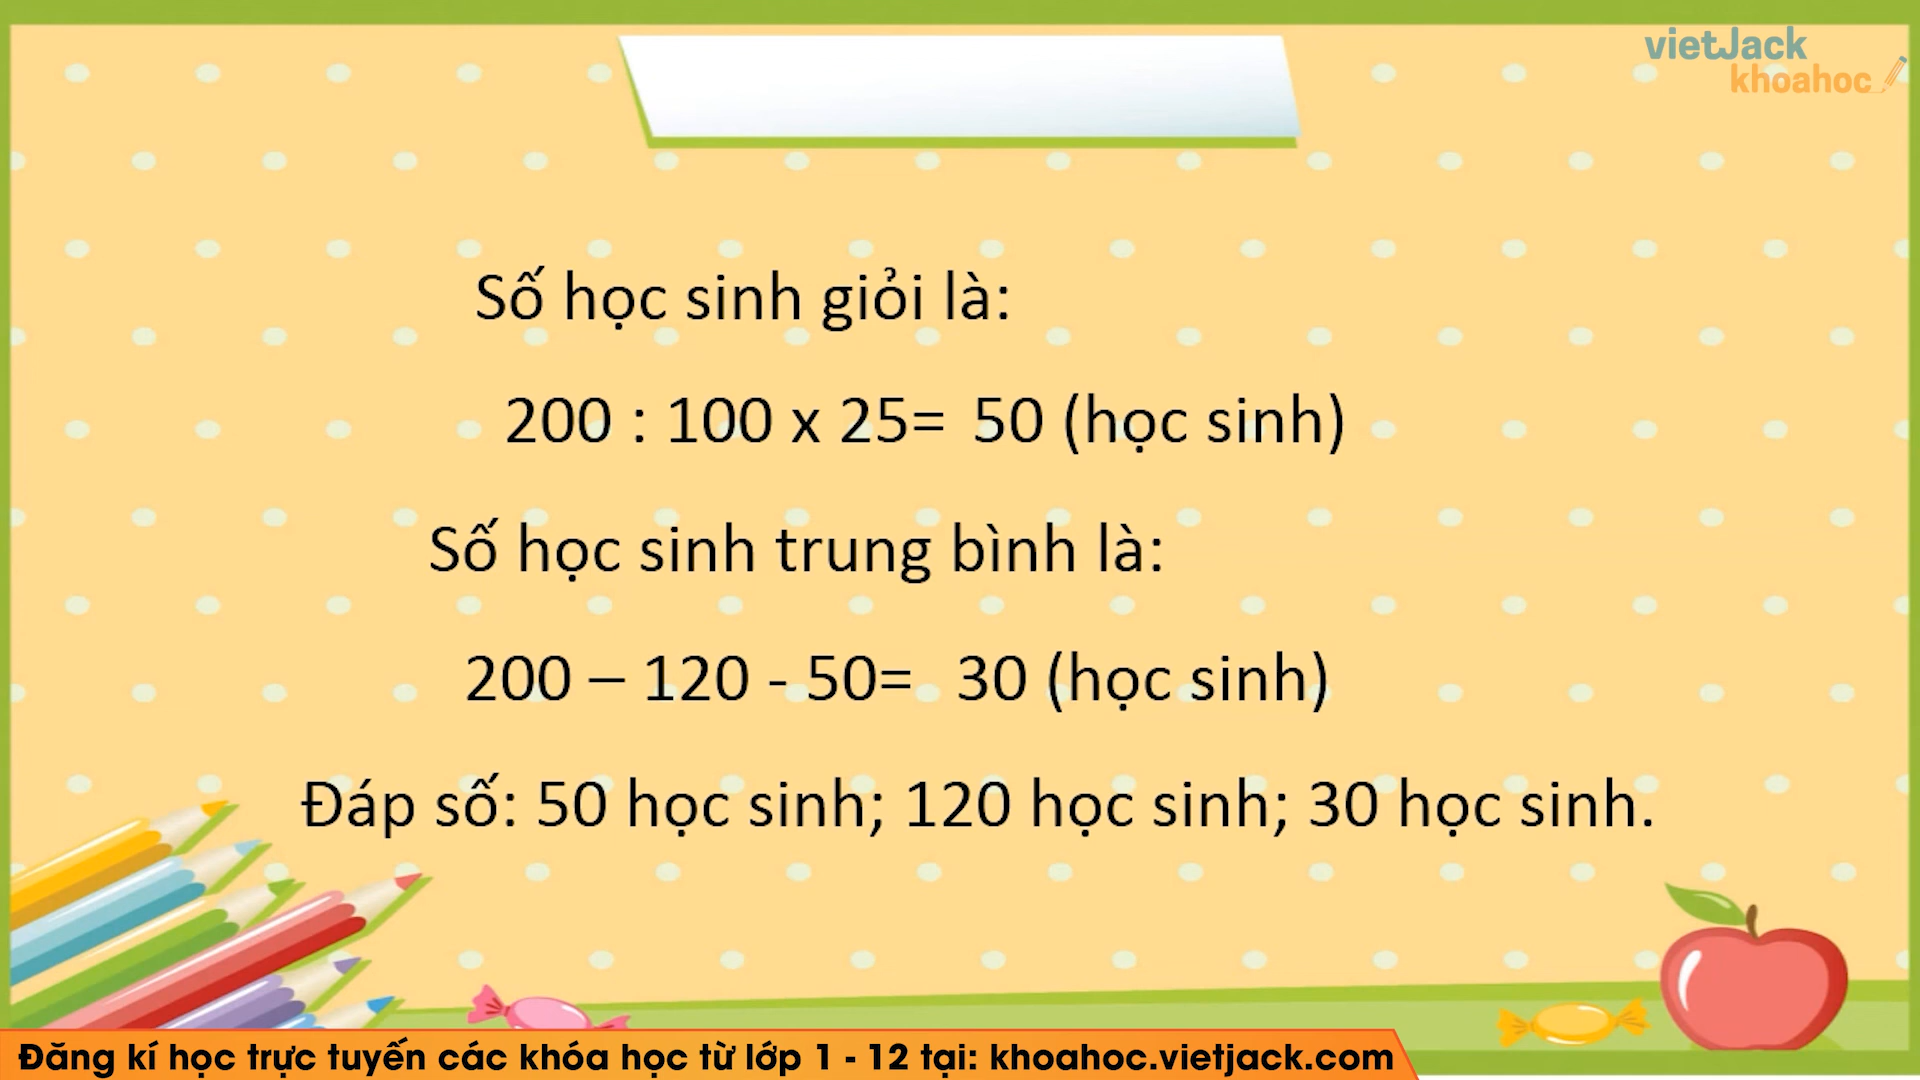 vietJack
khoahoc
Số học sinh giỏi là:
200 : 100 x 25= 50 (học sinh)
Số học sinh trung bình là:
200 – 120 - 50= 30 (học sinh)
Đáp số: 50 học sinh; 120 học sinh; 30 học sinh.
Đăng kí học trực tuyến các khóa học từ lớp 1 - 12 tại: khoahoc.vietjack.com